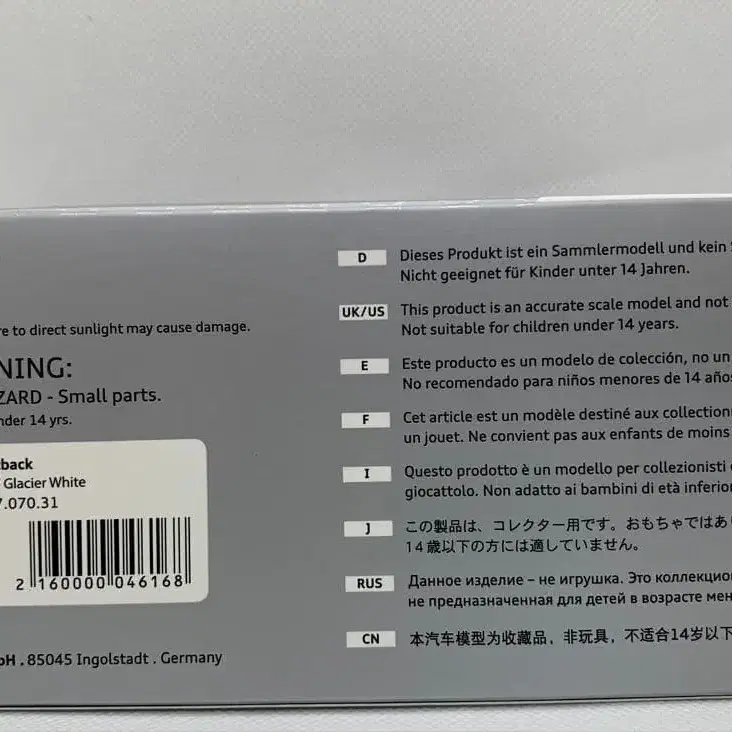 re to direct sunlight may cause damage.
NING:
ZARD - Small parts.
nder 14 yrs.
tback
Glacier White
7.070.31
2 160000 046168
bH . 85045 Ingolstadt . Germany
D
Dieses Produkt ist ein Sammlermodell und kein
Nicht geeignet für Kinder unter 14 Jahren.
UK/US
This product is an accurate scale model and not
Not suitable for children under 14 years.
E
Este producto es un modelo de colección, no un
No recomendado para niños menores de 14 años
F
Cet article est un modèle destiné aux collection
un jouet. Ne convient pas aux enfants de moins
I
Questo prodotto è un modello per collezionisti
giocattolo. Non adatto ai bambini di età inferio
J
この製品は、コレクター用です。おもちゃではあ
14歳以下の方には適していません。
RUS
Данное изделие – не игрушка. Это коллекцио
не предназначенная для детей в возрасте мен
CN
本汽车模型为收藏品，非玩具，不适合14岁以下